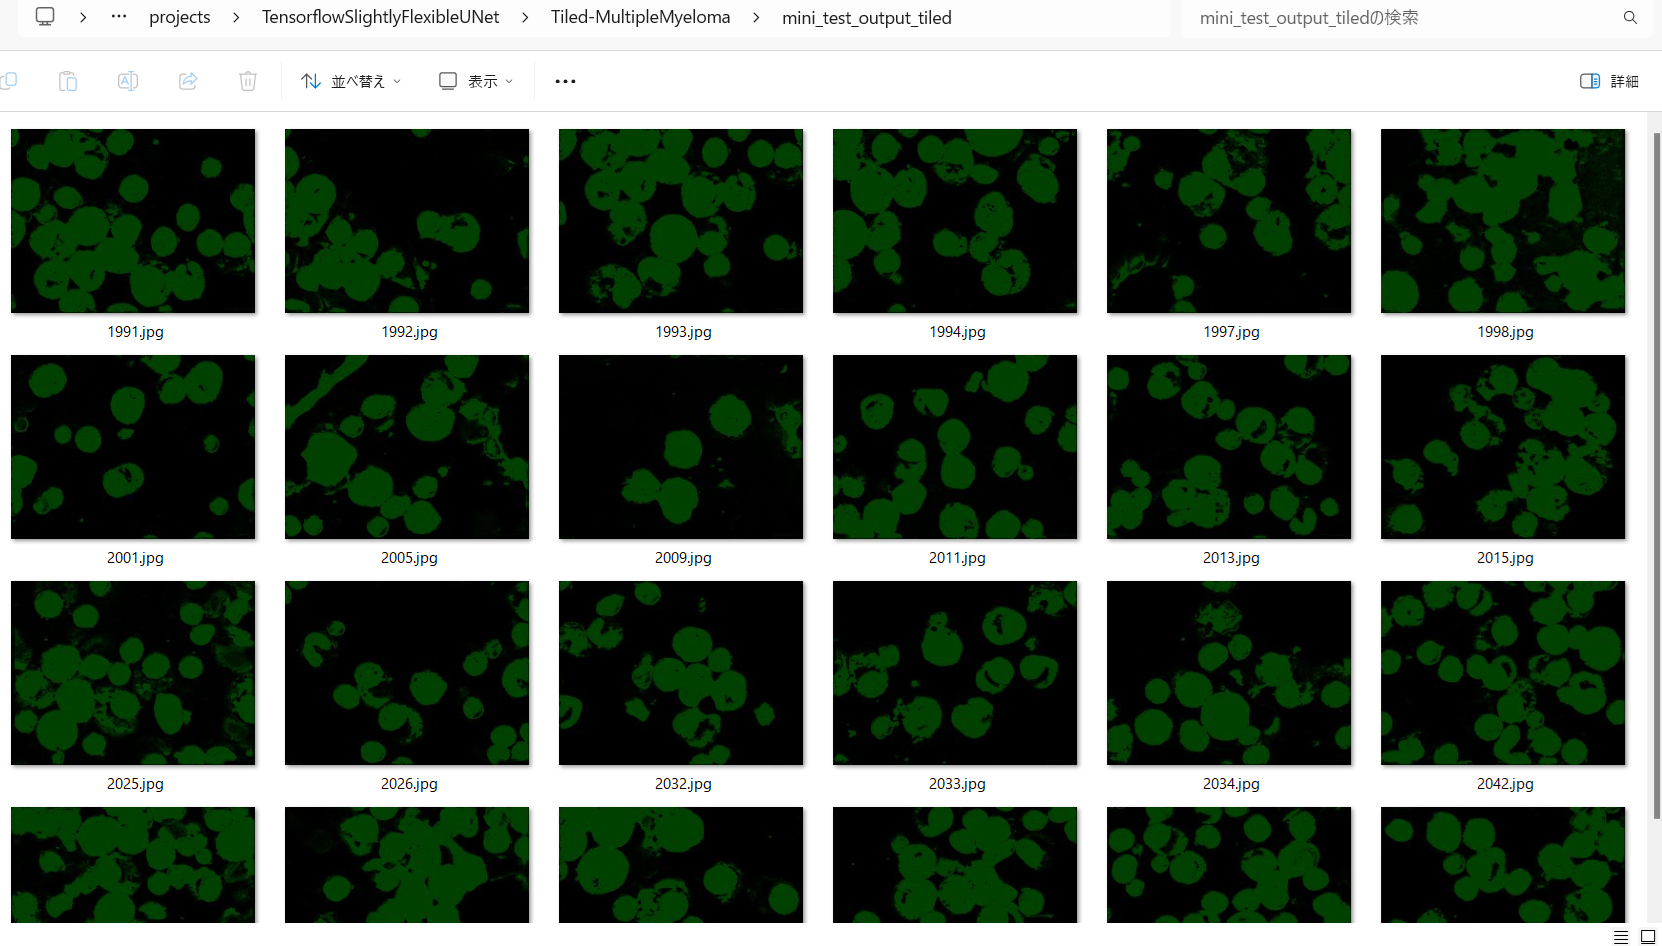 projects > TensorflowSlightlyFlexibleUNet > Tiled-MultipleMyeloma > mini_test_output_tiled
mini_test_output_tiledの検索
並べ替え
表示
詳細
1991.jpg
1992.jpg
1993.jpg
1994.jpg
1997.jpg
1998.jpg
2001.jpg
2005.jpg
2009.jpg
2011.jpg
2013.jpg
2015.jpg
2025.jpg
2026.jpg
2032.jpg
2033.jpg
2034.jpg
2042.jpg